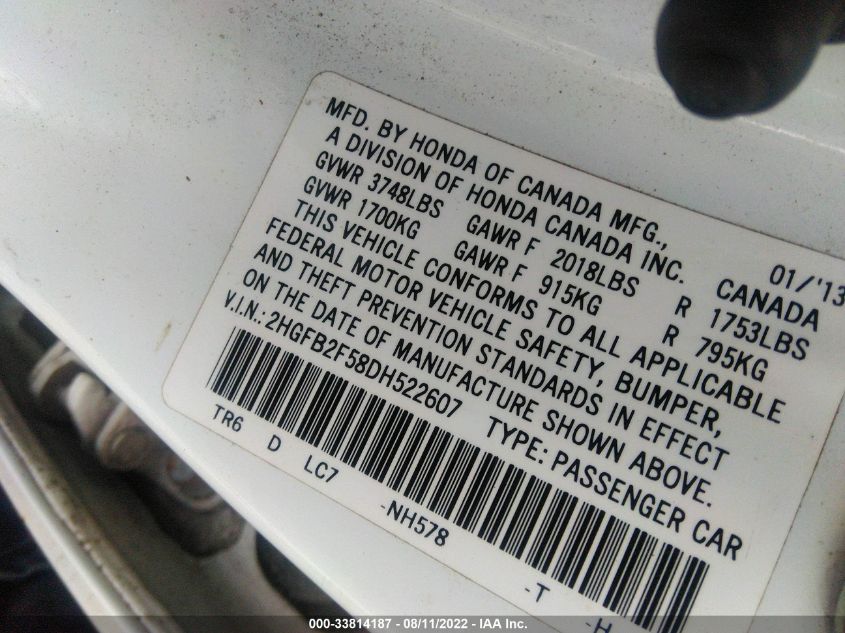 MFD. BY HONDA OF CANADA MFG., 01/'13
A DIVISION OF HONDA CANADA INC. CANADA
GVWR 3748LBS GAWR F 2018LBS R 1753LBS
GVWR 1700KG GAWR F 915KG R 795KG
THIS VEHICLE CONFORMS TO ALL APPLICABLE
FEDERAL MOTOR VEHICLE SAFETY, BUMPER,
AND THEFT PREVENTION STANDARDS IN EFFECT
ON THE DATE OF MANUFACTURE SHOWN ABOVE.
V.I.N.: 2HGFB2F58DH522607 TYPE: PASSENGER CAR
TR6 D LC7 -NH578 -T -H
000-33814187 - 08/11/2022 - IAA Inc.